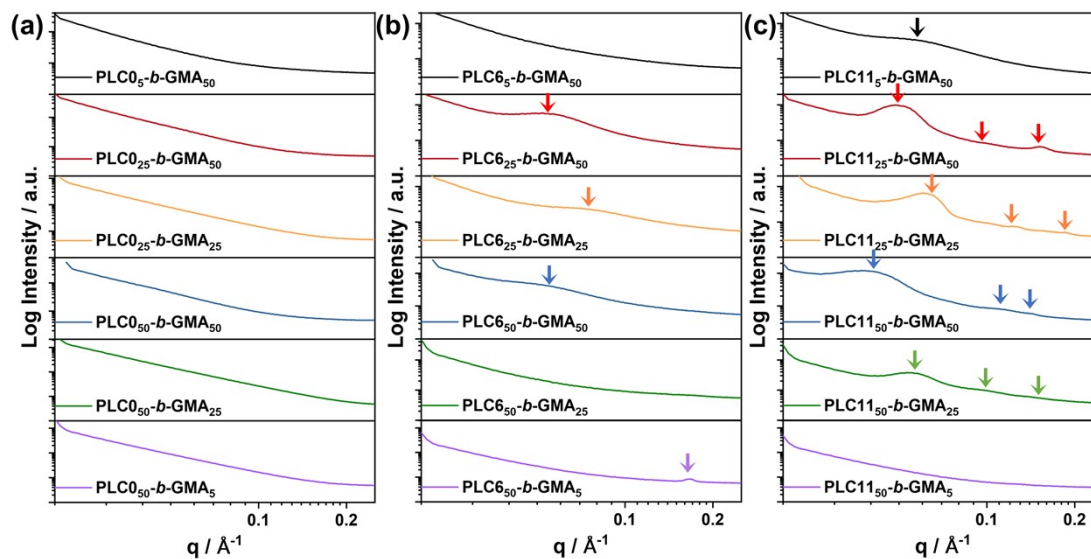 (a)
PLC0₅-b-GMA₅₀
PLC0₂₅-b-GMA₅₀
PLC0₂₅-b-GMA₂₅
PLC0₅₀-b-GMA₅₀
PLC0₅₀-b-GMA₂₅
PLC0₅₀-b-GMA₅
Log Intensity / a.u.
0.1 0.2
q / Å⁻¹
(b)
PLC6₅-b-GMA₅₀
PLC6₂₅-b-GMA₅₀
PLC6₂₅-b-GMA₂₅
PLC6₅₀-b-GMA₅₀
PLC6₅₀-b-GMA₂₅
PLC6₅₀-b-GMA₅
Log Intensity / a.u.
0.1 0.2
q / Å⁻¹
(c)
PLC11₅-b-GMA₅₀
PLC11₂₅-b-GMA₅₀
PLC11₂₅-b-GMA₂₅
PLC11₅₀-b-GMA₅₀
PLC11₅₀-b-GMA₂₅
PLC11₅₀-b-GMA₅
Log Intensity / a.u.
0.1 0.2
q / Å⁻¹